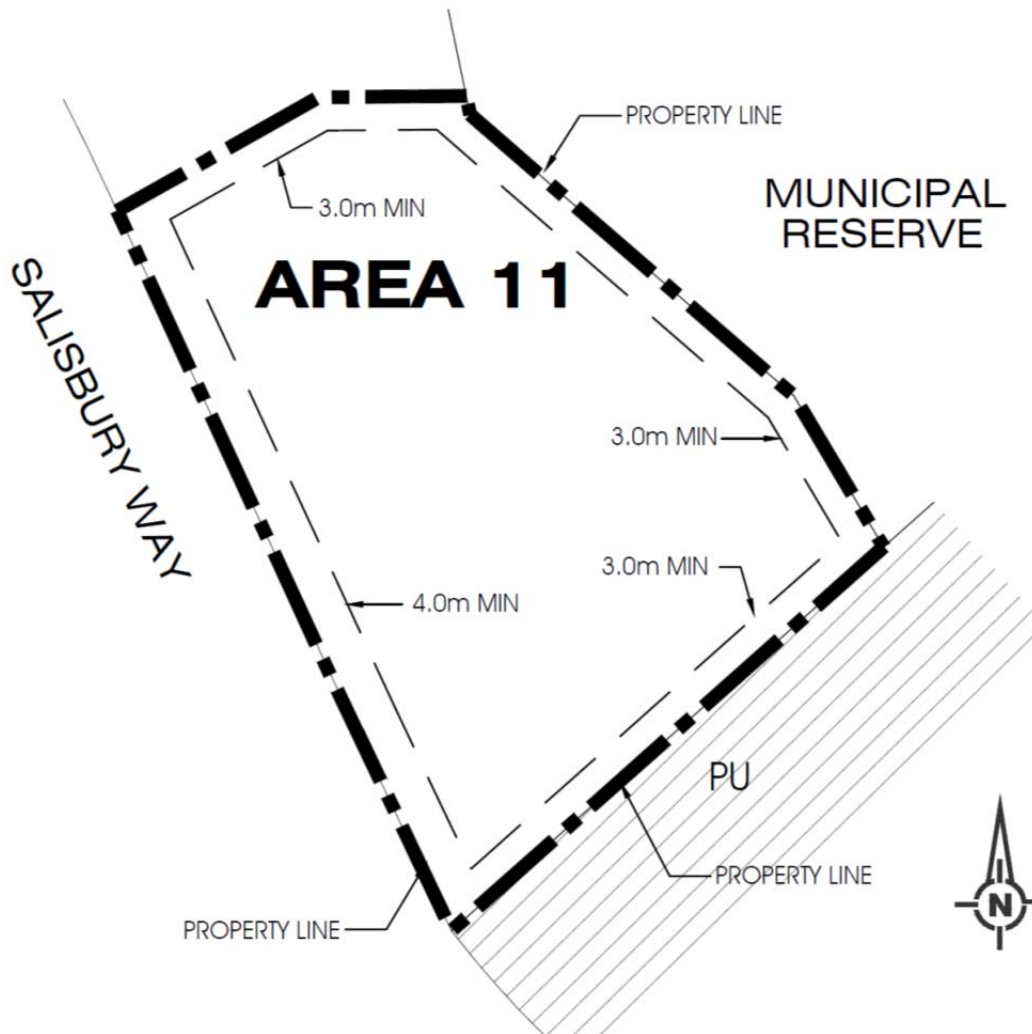 PROPERTY LINE
MUNICIPAL
RESERVE
3.0m MIN
AREA 11
SALISBURY WAY
3.0m MIN
3.0m MIN
4.0m MIN
PU
PROPERTY LINE
PROPERTY LINE
N